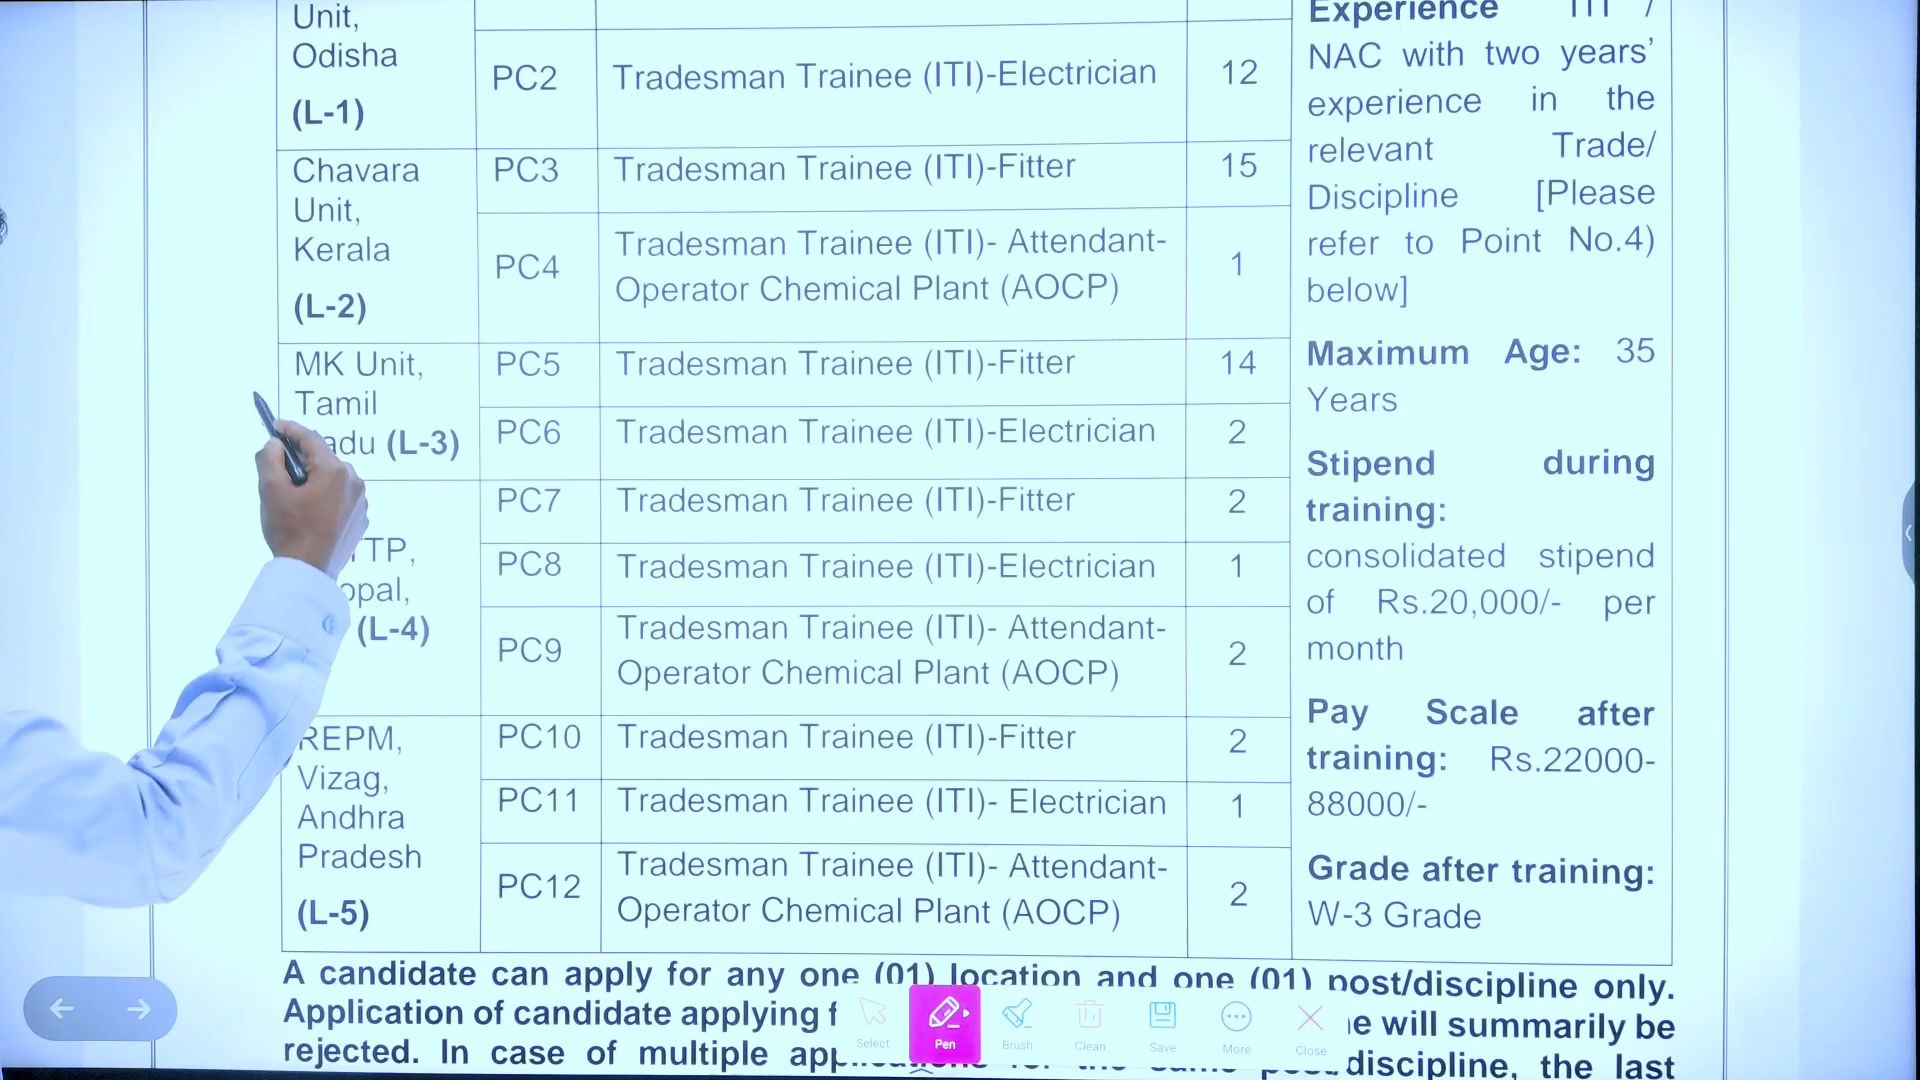 Unit,
Odisha
(L-1)
PC2 Tradesman Trainee (ITI)-Electrician 12
Chavara
Unit,
Kerala
(L-2)
PC3 Tradesman Trainee (ITI)-Fitter 15
PC4 Tradesman Trainee (ITI)- Attendant-
Operator Chemical Plant (AOCP) 1
MK Unit,
Tamil
adu (L-3)
PC5 Tradesman Trainee (ITI)-Fitter 14
PC6 Tradesman Trainee (ITI)-Electrician 2
TP,
opal,
(L-4)
PC7 Tradesman Trainee (ITI)-Fitter 2
PC8 Tradesman Trainee (ITI)-Electrician 1
PC9 Tradesman Trainee (ITI)- Attendant-
Operator Chemical Plant (AOCP) 2
REPM,
Vizag,
Andhra
Pradesh
(L-5)
PC10 Tradesman Trainee (ITI)-Fitter 2
PC11 Tradesman Trainee (ITI)- Electrician 1
PC12 Tradesman Trainee (ITI)- Attendant-
Operator Chemical Plant (AOCP) 2
Experience ITI /
NAC with two years’
experience in the
relevant Trade/
Discipline [Please
refer to Point No.4)
below]
Maximum Age: 35
Years
Stipend during
training:
consolidated stipend
of Rs.20,000/- per
month
Pay Scale after
training: Rs.22000-
88000/-
Grade after training:
W-3 Grade
A candidate can apply for any one (01) location and one (01) post/discipline only.
Application of candidate applying f e will summarily be
rejected. In case of multiple discipline, the last
Select Pen Brush Clean Save More Close